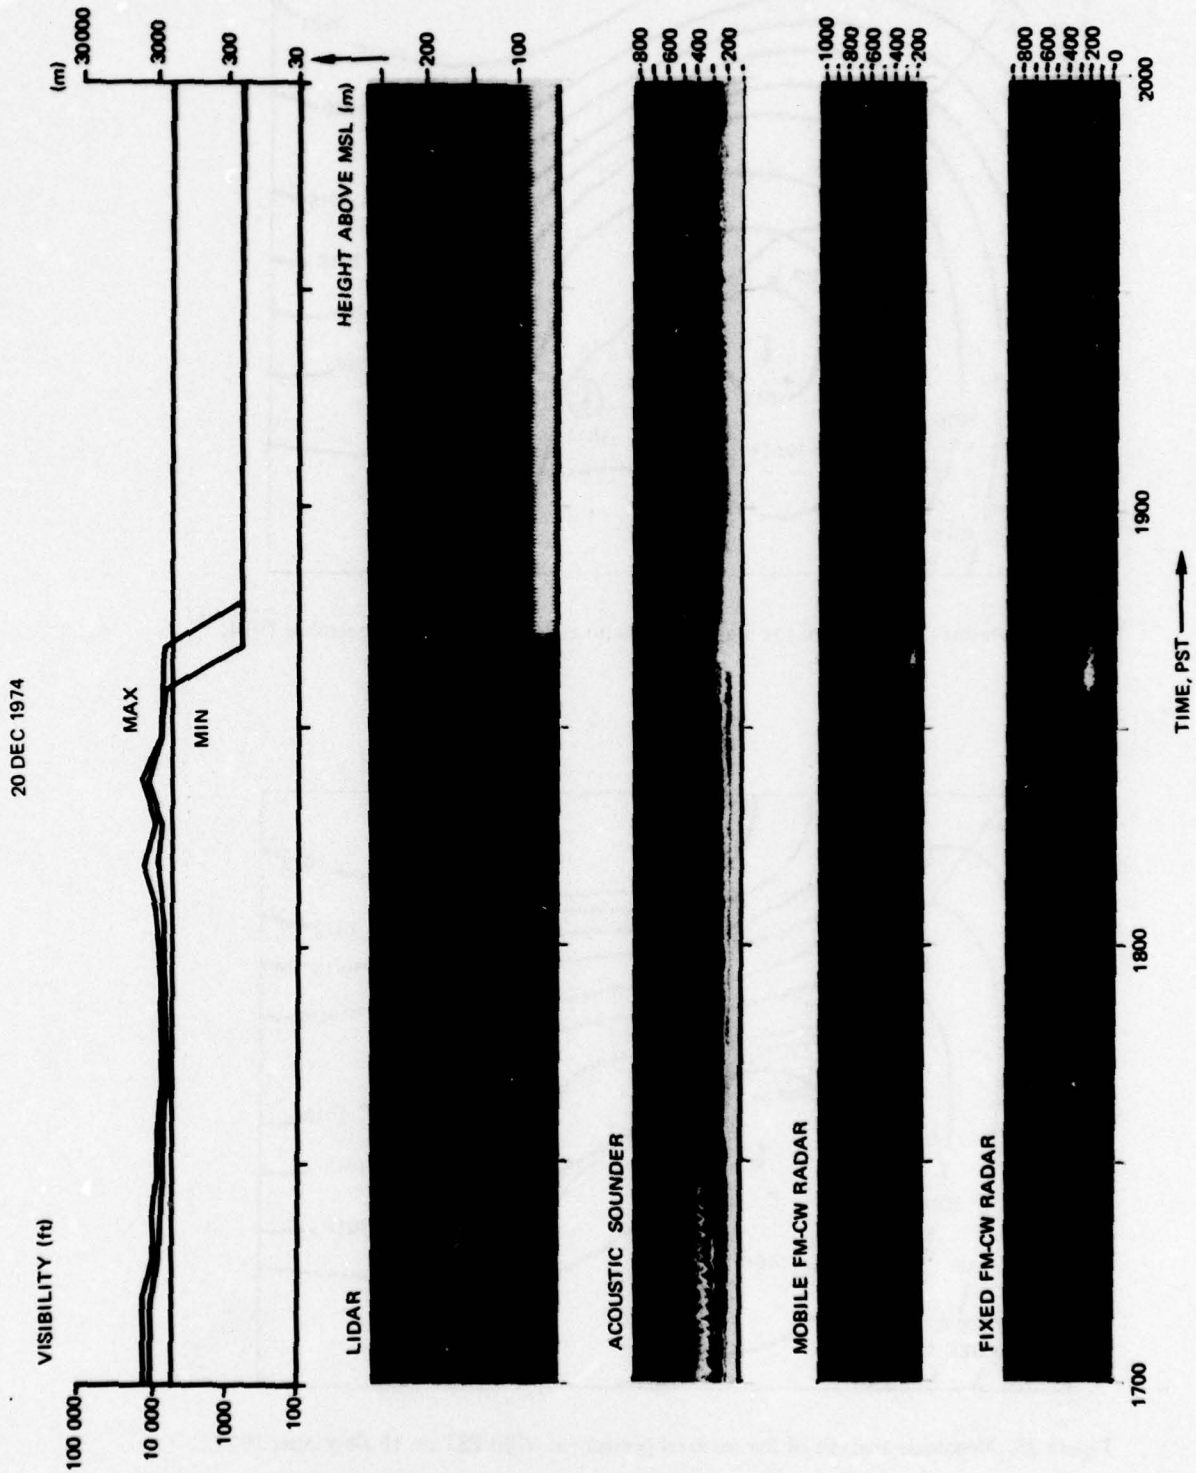 20 DEC 1974
VISIBILITY (ft)
(m)
100 000
10 000
1000
100
MAX
MIN
30000
3000
300
30
HEIGHT ABOVE MSL (m)
LIDAR
200
100
ACOUSTIC SOUNDER
800
600
400
200
MOBILE FM-CW RADAR
1000
800
600
400
200
FIXED FM-CW RADAR
800
600
400
200
0
1700
1800
1900
2000
TIME, PST